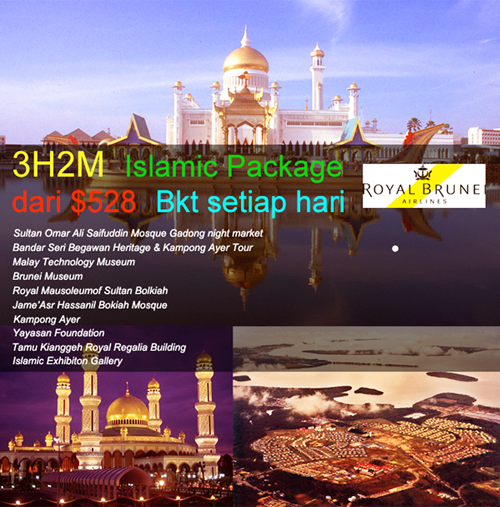 3H2M Islamic Package
dari $528 Bkt setiap hari
ROYAL BRUNEI
AIRLINES
Sultan Omar Ali Saifuddin Mosque Gadong night market
Bandar Seri Begawan Heritage & Kampong Ayer Tour
Malay Technology Museum
Brunei Museum
Royal Mausoleumof Sultan Bolkiah
Jame'Asr Hassanil Bokiah Mosque
Kampong Ayer
Yayasan Foundation
Tamu Kianggeh Royal Regalia Building
Islamic Exhibiton Gallery